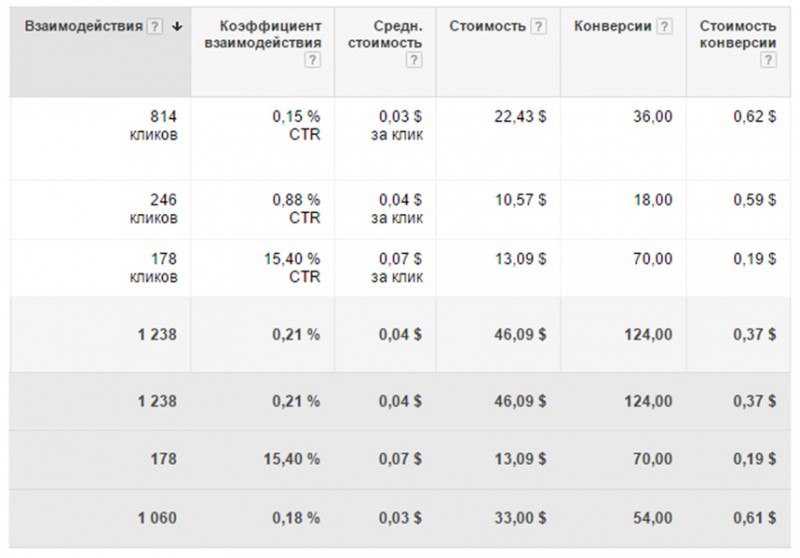 Взаимодействия ? ↓ Коэффициент взаимодействия ? Средн. стоимость ? Стоимость ? Конверсии ? Стоимость конверсии ?
814 кликов 0,15 % CTR 0,03 $ за клик 22,43 $ 36,00 0,62 $
246 кликов 0,88 % CTR 0,04 $ за клик 10,57 $ 18,00 0,59 $
178 кликов 15,40 % CTR 0,07 $ за клик 13,09 $ 70,00 0,19 $
1 238 0,21 % 0,04 $ 46,09 $ 124,00 0,37 $
1 238 0,21 % 0,04 $ 46,09 $ 124,00 0,37 $
178 15,40 % 0,07 $ 13,09 $ 70,00 0,19 $
1 060 0,18 % 0,03 $ 33,00 $ 54,00 0,61 $